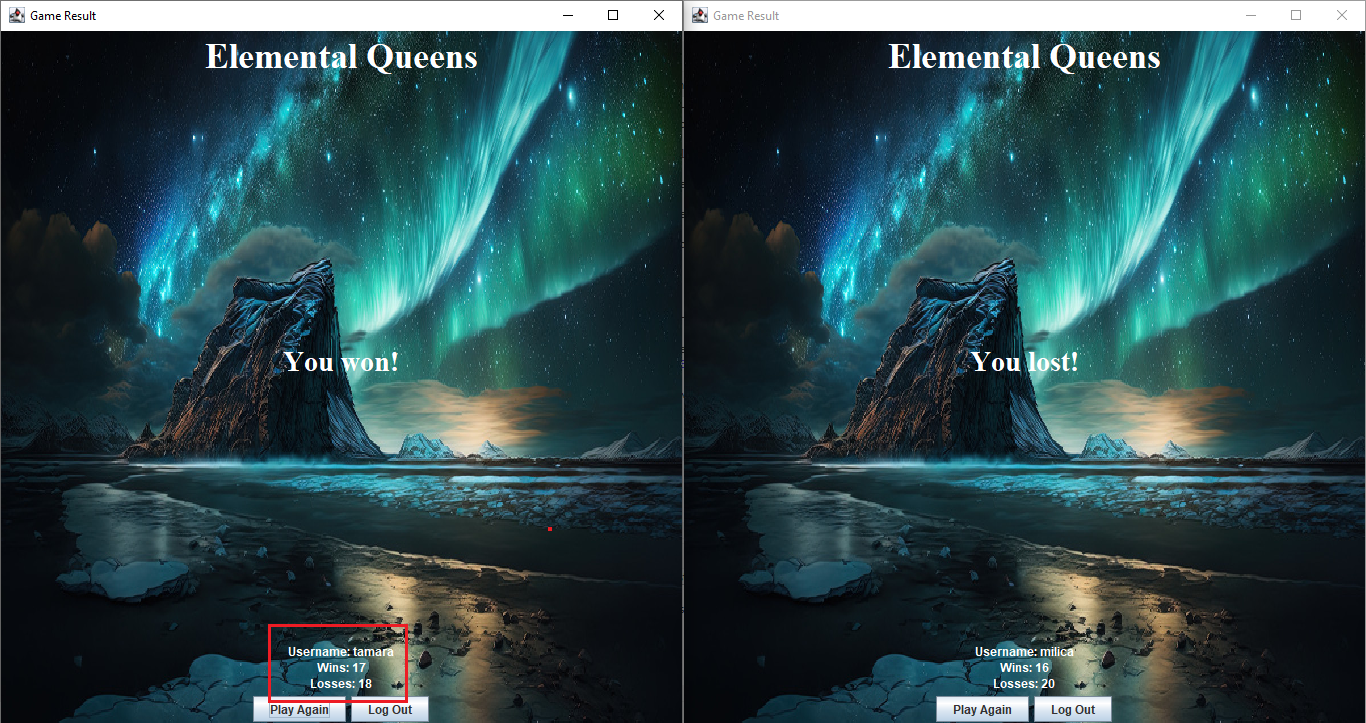 Game Result
Elemental Queens
You won!
Username: tamara
Wins: 17
Losses: 18
Play Again
Log Out
Game Result
Elemental Queens
You lost!
Username: milica
Wins: 16
Losses: 20
Play Again
Log Out